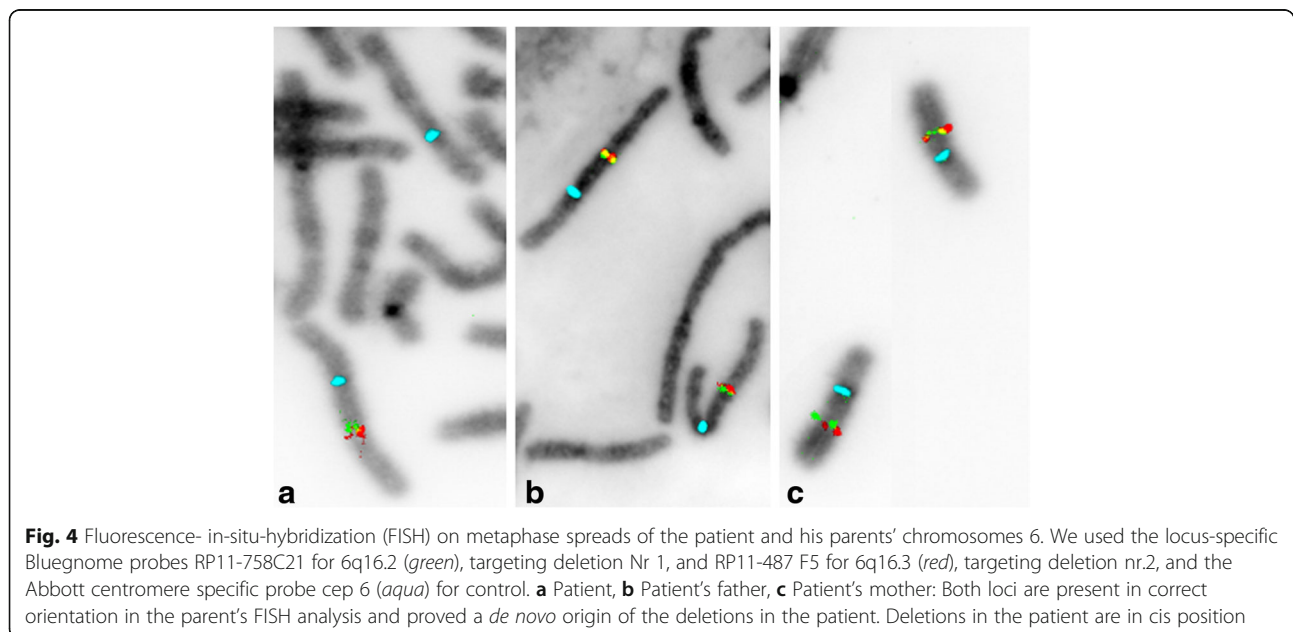 a b c
Fig. 4 Fluorescence- in-situ-hybridization (FISH) on metaphase spreads of the patient and his parents’ chromosomes 6. We used the locus-specific
Bluegnome probes RP11-758C21 for 6q16.2 (green), targeting deletion Nr 1, and RP11-487 F5 for 6q16.3 (red), targeting deletion nr.2, and the
Abbott centromere specific probe cep 6 (aqua) for control. a Patient, b Patient’s father, c Patient’s mother: Both loci are present in correct
orientation in the parent’s FISH analysis and proved a de novo origin of the deletions in the patient. Deletions in the patient are in cis position